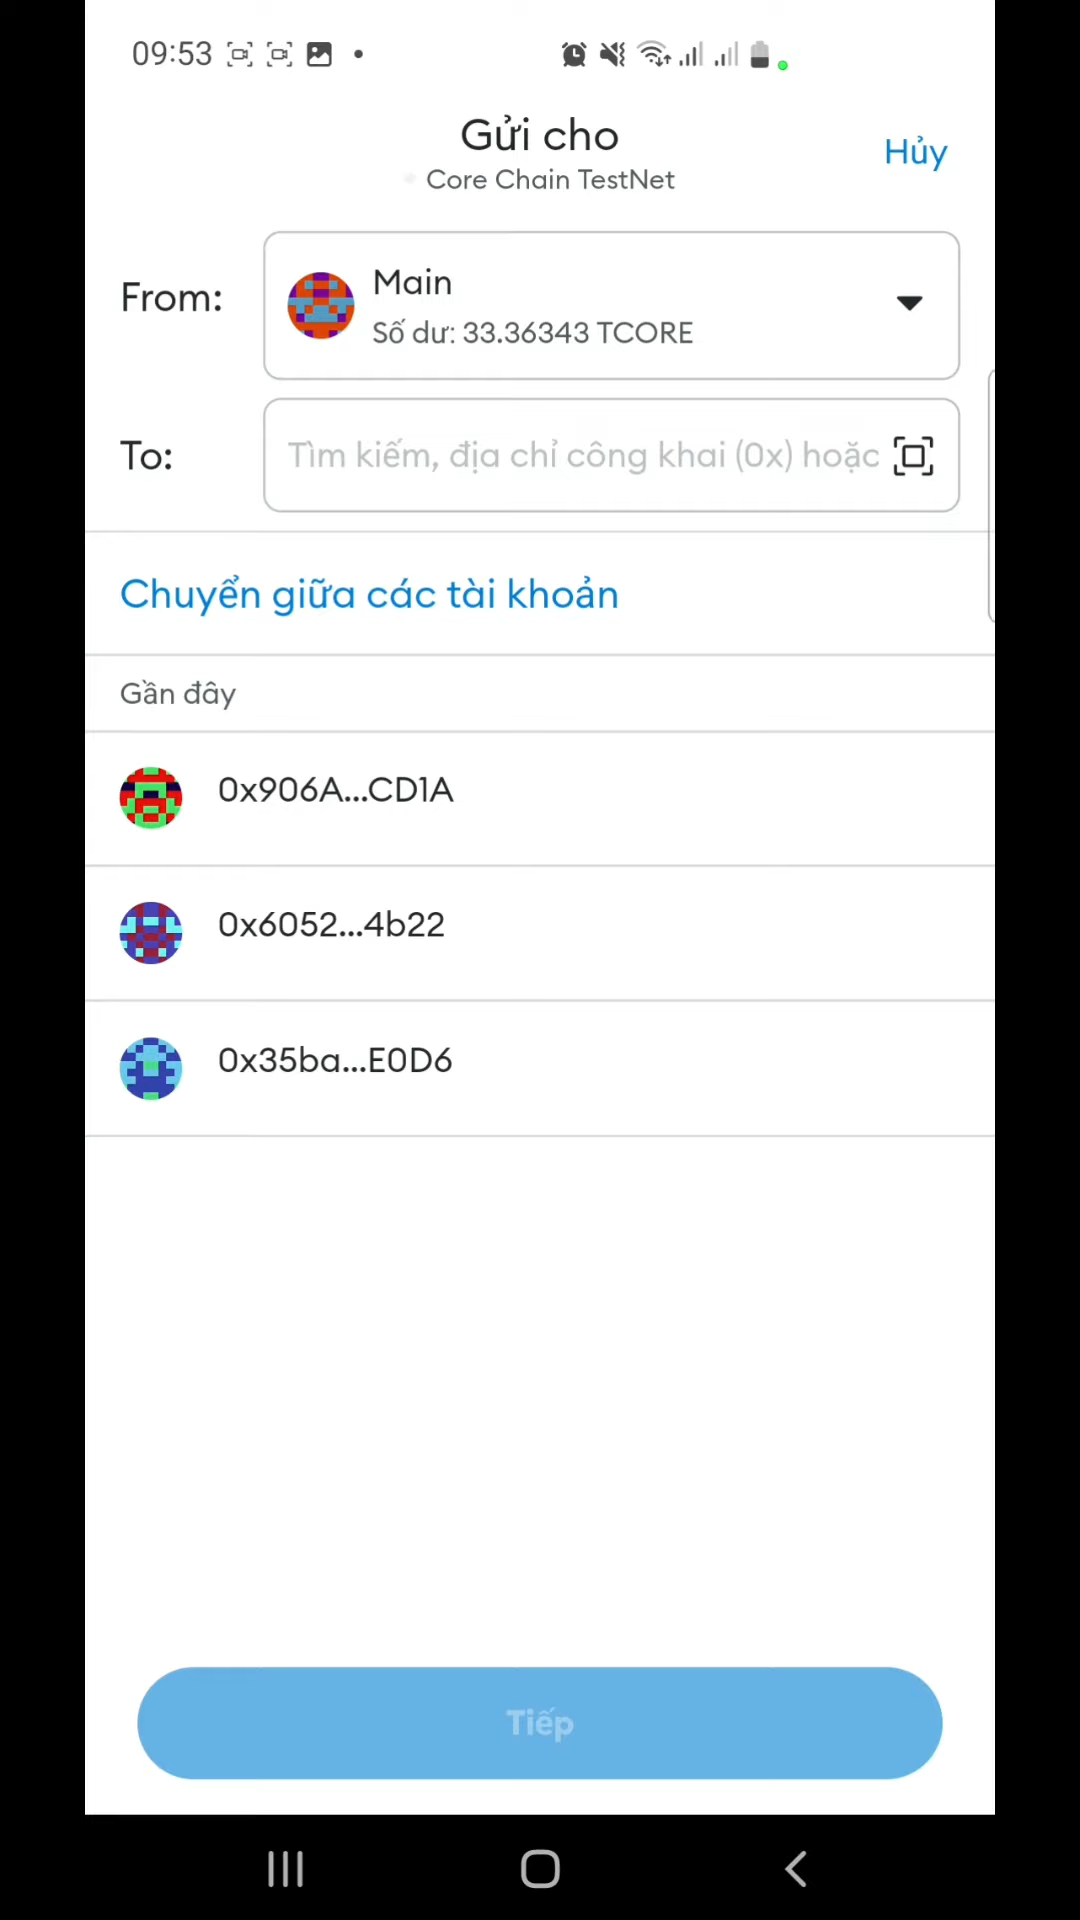 09:53
Gửi cho
Hủy
Core Chain TestNet
From:
Main
Số dư: 33.36343 TCORE
To:
Tìm kiếm, địa chỉ công khai (0x) hoặc
Chuyển giữa các tài khoản
Gần đây
0x906A...CD1A
0x6052...4b22
0x35ba...E0D6
Tiếp